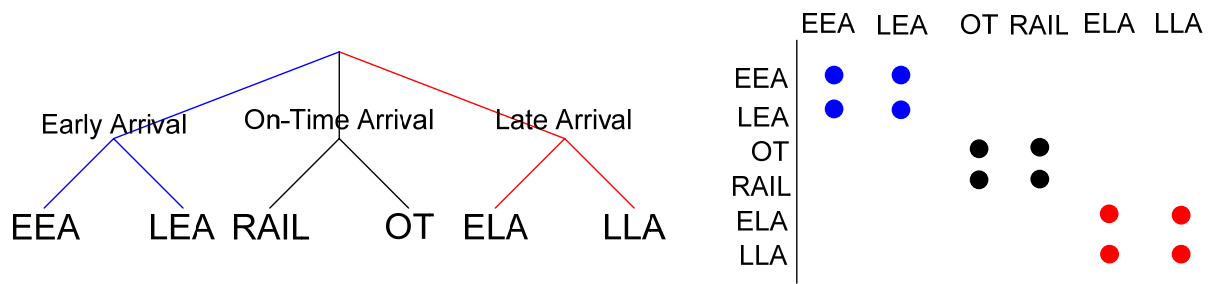 Early Arrival On-Time Arrival Late Arrival
EEA LEA RAIL OT ELA LLA
EEA LEA OT RAIL ELA LLA
EEA
LEA
OT
RAIL
ELA
LLA